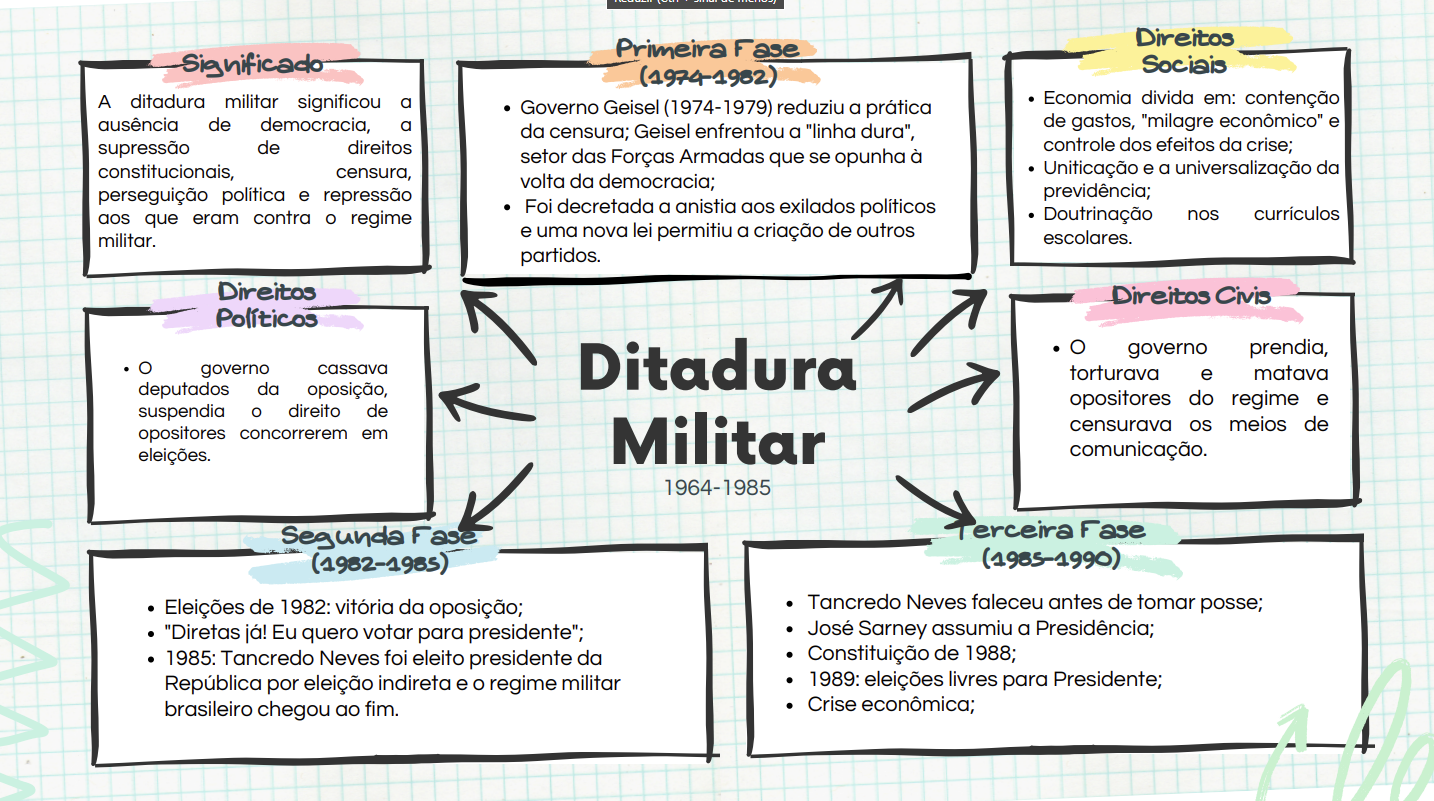 Reduzir (Ctrl + sinal de menos)
Significado
A ditadura militar significou a
ausência de democracia, a
supressão de direitos
constitucionais, censura,
perseguição política e repressão
aos que eram contra o regime
militar.
Primeira Fase
(1974-1982)
• Governo Geisel (1974-1979) reduziu a prática
da censura; Geisel enfrentou a "linha dura",
setor das Forças Armadas que se opunha à
volta da democracia;
• Foi decretada a anistia aos exilados políticos
e uma nova lei permitiu a criação de outros
partidos.
Direitos
Sociais
• Economia divida em: contenção
de gastos, "milagre econômico" e
controle dos efeitos da crise;
• Uniticação e a universalização da
previdência;
• Doutrinação nos currículos
escolares.
Direitos
Políticos
• O governo cassava
deputados da oposição,
suspendia o direito de
opositores concorrerem em
eleições.
Ditadura
Militar
1964-1985
Direitos Civis
• O governo prendia,
torturava e matava
opositores do regime e
censurava os meios de
comunicação.
Segunda Fase
(1982-1985)
• Eleições de 1982: vitória da oposição;
• "Diretas já! Eu quero votar para presidente";
• 1985: Tancredo Neves foi eleito presidente da
República por eleição indireta e o regime militar
brasileiro chegou ao fim.
Terceira Fase
(1985-1990)
• Tancredo Neves faleceu antes de tomar posse;
• José Sarney assumiu a Presidência;
• Constituição de 1988;
• 1989: eleições livres para Presidente;
• Crise econômica;